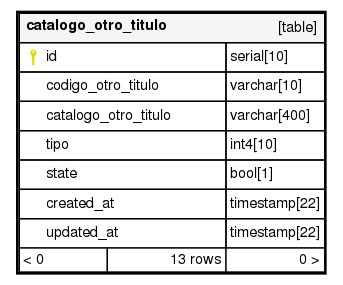 catalogo_otro_titulo [table]
id serial[10]
codigo_otro_titulo varchar[10]
catalogo_otro_titulo varchar[400]
tipo int4[10]
state bool[1]
created_at timestamp[22]
updated_at timestamp[22]
< 0 13 rows 0 >